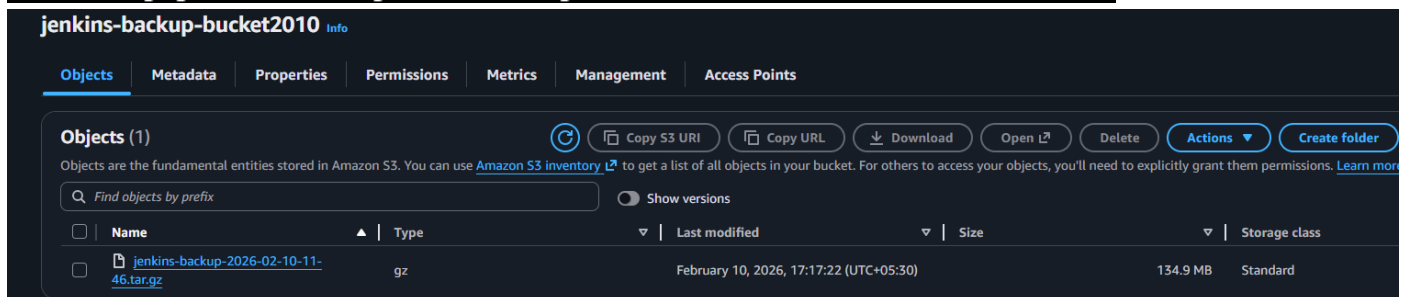 jenkins-backup-bucket2010 Info
Objects Metadata Properties Permissions Metrics Management Access Points
Objects (1) Copy S3 URI Copy URL Download Open Delete Actions Create folder
Objects are the fundamental entities stored in Amazon S3. You can use Amazon S3 inventory to get a list of all objects in your bucket. For others to access your objects, you'll need to explicitly grant them permissions. Learn more
Find objects by prefix Show versions
Name Type Last modified Size Storage class
jenkins-backup-2026-02-10-11-
46.tar.gz gz February 10, 2026, 17:17:22 (UTC+05:30) 134.9 MB Standard